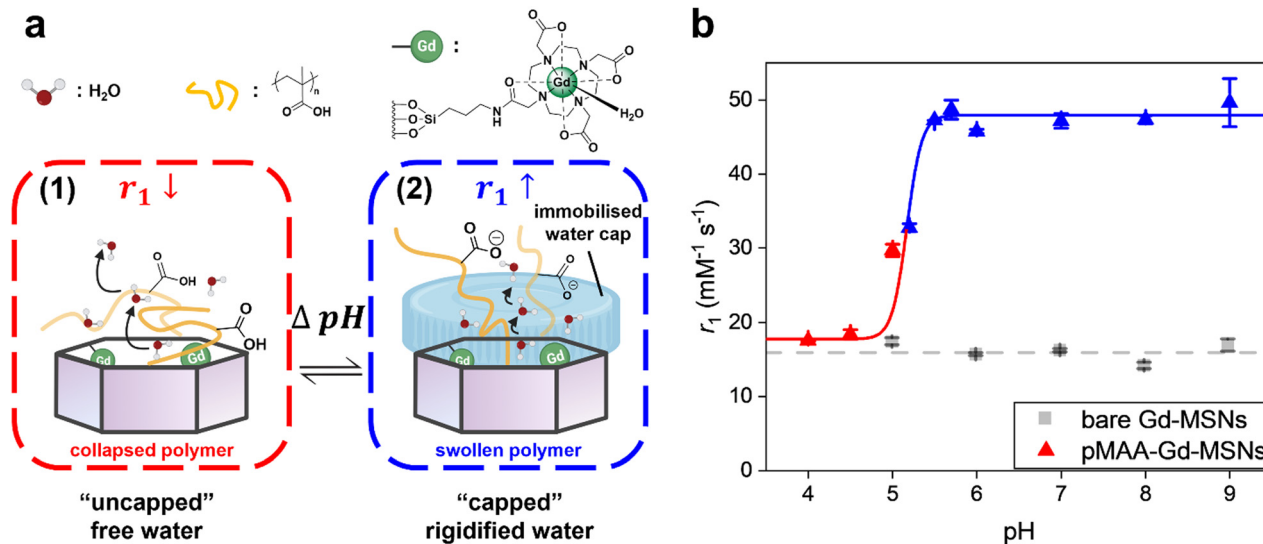 a
: H₂O
n
O
OH
Gd :
O O
O O
N N
O Gd O
Si N N
O H₂O
O N
H
O O
(1)
r₁ ↓
O
OH
O
OH
Gd Gd
collapsed polymer
"uncapped"
free water
Δ pH
(2)
r₁ ↑
immobilised
water cap
O
O ⊖
O
O ⊖
Gd Gd
swollen polymer
"capped"
rigidified water
b
r₁ (mM⁻¹ s⁻¹)
60
50
40
30
20
10
0
4 5 6 7 8 9
pH
bare Gd-MSNs
pMAA-Gd-MSNs